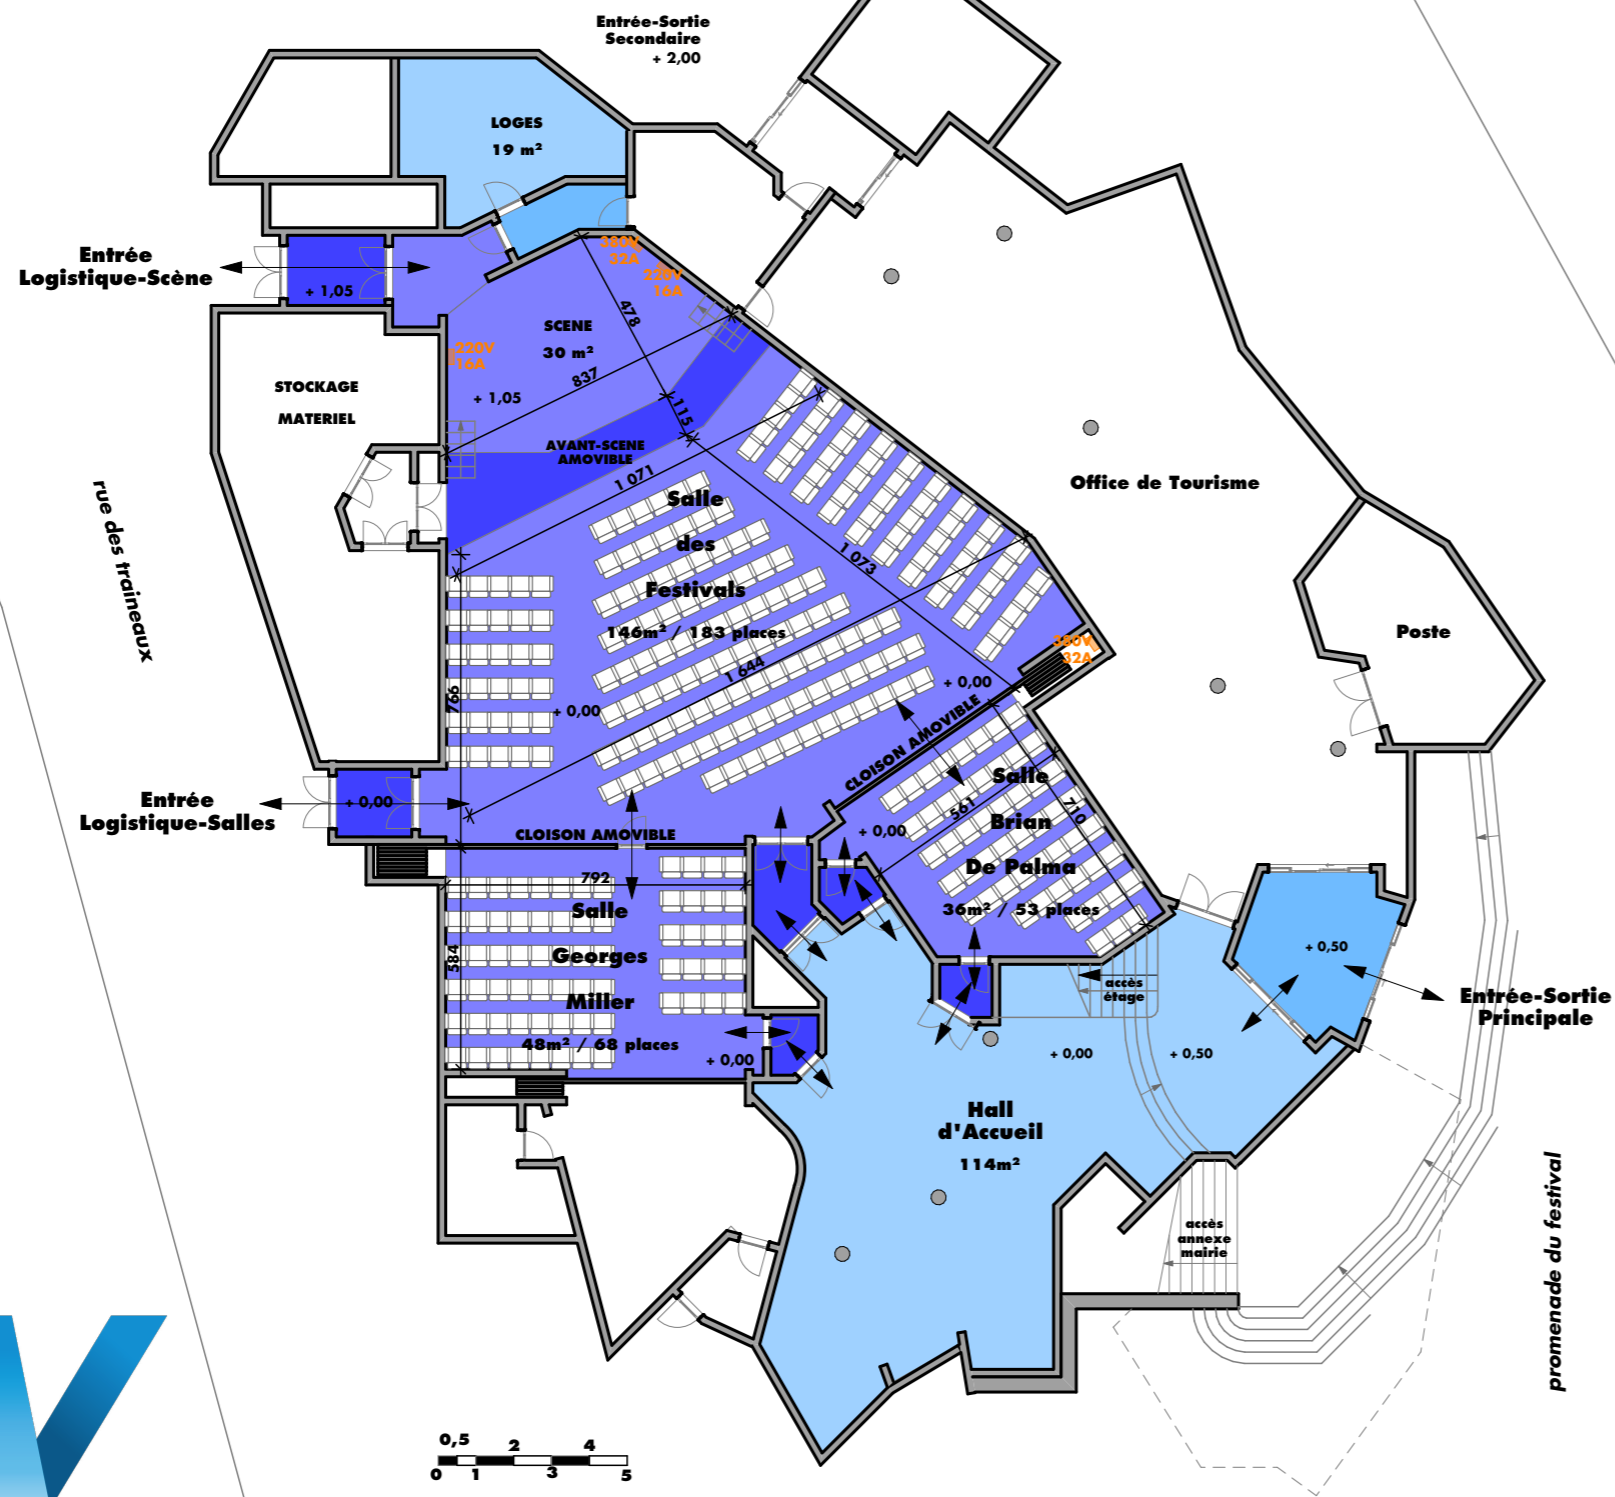 Entrée-Sortie
Secondaire
+ 2,00
LOGES
19 m²
Entrée
Logistique-Scène
+ 1,05
380V
32A
220V
16A
478
SCENE
30 m²
220V
16A
837
+ 1,05
115
STOCKAGE
MATERIEL
AVANT-SCENE
AMOVIBLE
1 071
Office de Tourisme
rue des traineaux
Salle
des
Festivals
146m² / 183 places
1 073
1 644
Poste
380V
32A
+ 0,00
766
+ 0,00
CLOISON AMOVIBLE
Entrée
Logistique-Salles
+ 0,00
CLOISON AMOVIBLE
Salle
Brian
De Palma
36m² / 53 places
561
710
+ 0,00
792
Salle
Georges
Miller
48m² / 68 places
584
+ 0,00
accès
étage
+ 0,50
Entrée-Sortie
Principale
+ 0,00
+ 0,50
Hall
d'Accueil
114m²
accès
annexe
mairie
promenade du festival
0,5
2
4
0
1
3
5